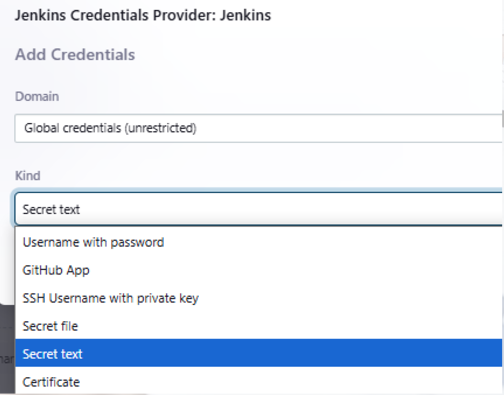 Jenkins Credentials Provider: Jenkins
Add Credentials
Domain
Global credentials (unrestricted)
Kind
Secret text
Username with password
GitHub App
SSH Username with private key
Secret file
Secret text
Certificate